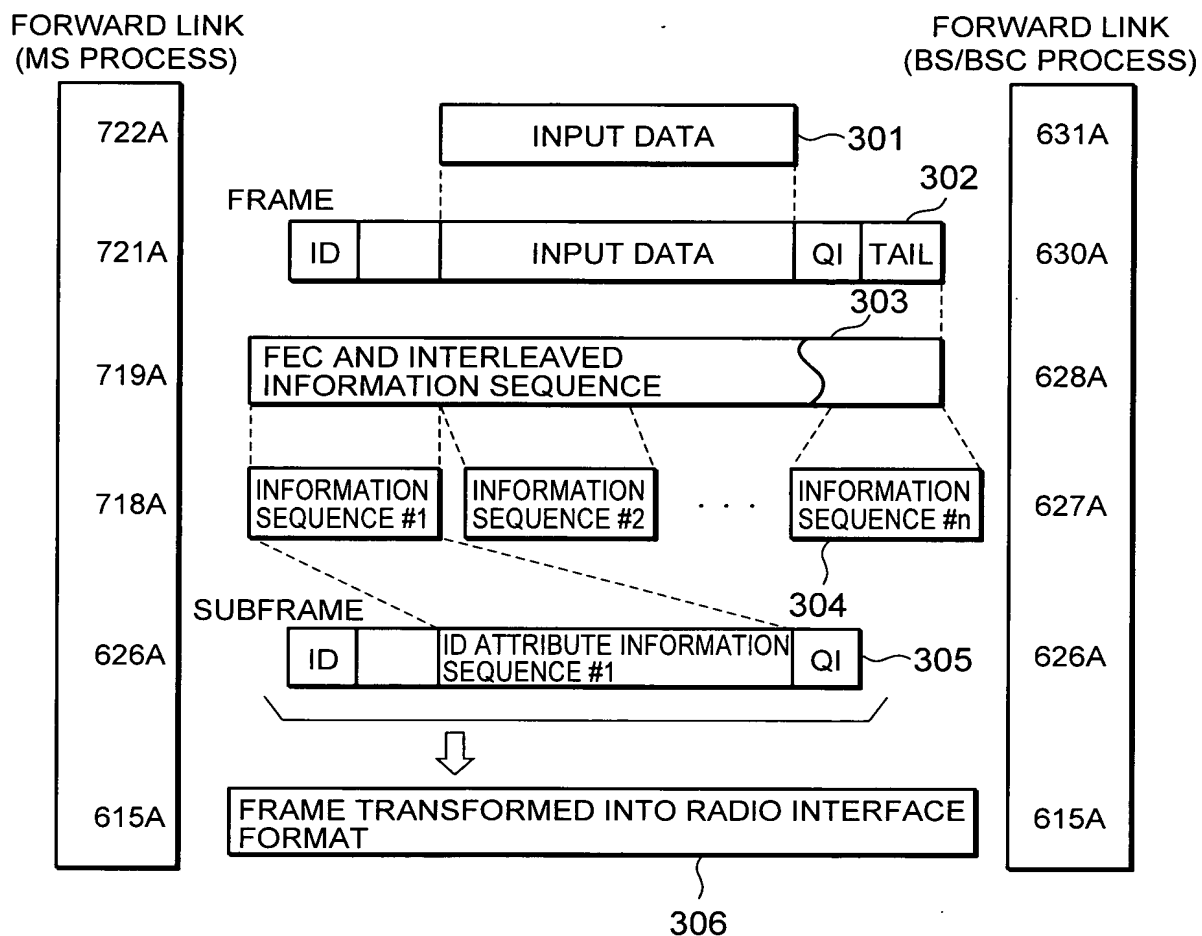 FORWARD LINK
(MS PROCESS)
FORWARD LINK
(BS/BSC PROCESS)
722A
INPUT DATA
301
631A
302
FRAME
721A
ID
INPUT DATA
QI
TAIL
630A
303
719A
FEC AND INTERLEAVED
INFORMATION SEQUENCE
628A
718A
INFORMATION
SEQUENCE #1
INFORMATION
SEQUENCE #2
. . .
INFORMATION
SEQUENCE #n
627A
304
SUBFRAME
626A
ID
ID ATTRIBUTE INFORMATION
SEQUENCE #1
QI
305
626A
615A
FRAME TRANSFORMED INTO RADIO INTERFACE
FORMAT
615A
306